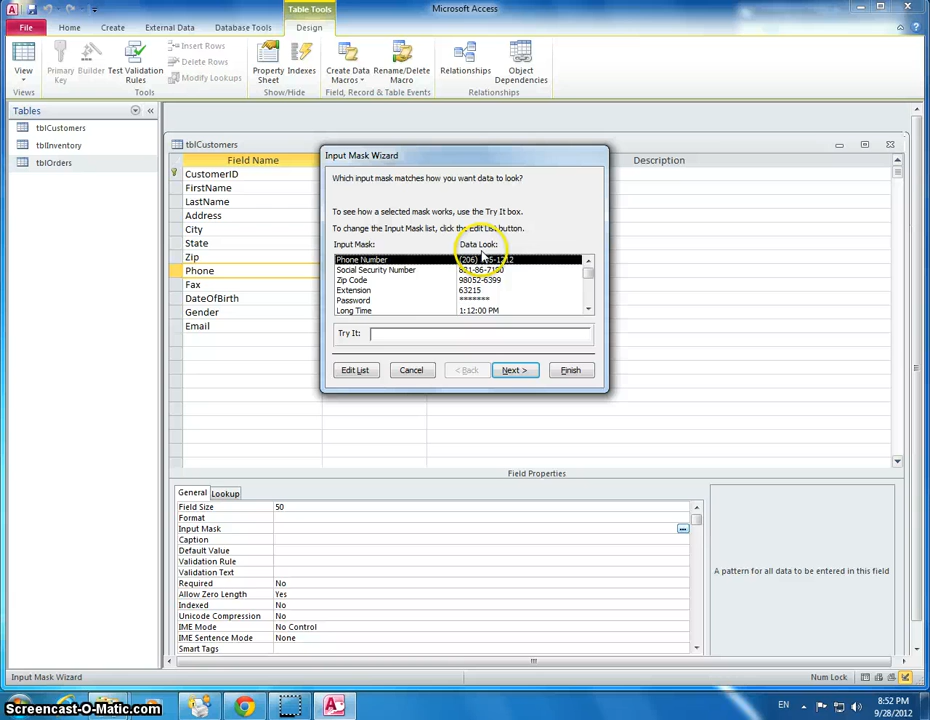 Table Tools
Microsoft Access
File
Home
Create
External Data
Database Tools
Design
View
Primary Key
Builder
Test Validation Rules
Insert Rows
Delete Rows
Modify Lookups
Property Sheet
Indexes
Create Data Macros
Rename/Delete Macro
Relationships
Object Dependencies
Views
Tools
Show/Hide
Field, Record & Table Events
Relationships
Tables
tblCustomers
tblInventory
tblOrders
tblCustomers
Field Name
Description
CustomerID
FirstName
LastName
Address
City
State
Zip
Phone
Fax
DateOfBirth
Gender
Email
Input Mask Wizard
Which input mask matches how you want data to look?
To see how a selected mask works, use the Try It box.
To change the Input Mask list, click the Edit List button.
Input Mask: Data Look:
Phone Number (206)
Social Security Number
Zip Code 98052-6399
Extension 63215
Password *******
Long Time 1:12:00 PM
Try It:
Edit List
Cancel
< Back
Next >
Finish
Field Properties
General
Lookup
Field Size 50
Format
Input Mask
Caption
Default Value
Validation Rule
Validation Text
Required No
Allow Zero Length Yes
Indexed No
Unicode Compression No
IME Mode No Control
IME Sentence Mode None
Smart Tags
A pattern for all data to be entered in this field
Input Mask Wizard
Num Lock
Screencast-O-Matic.com
8:52 PM
9/28/2012